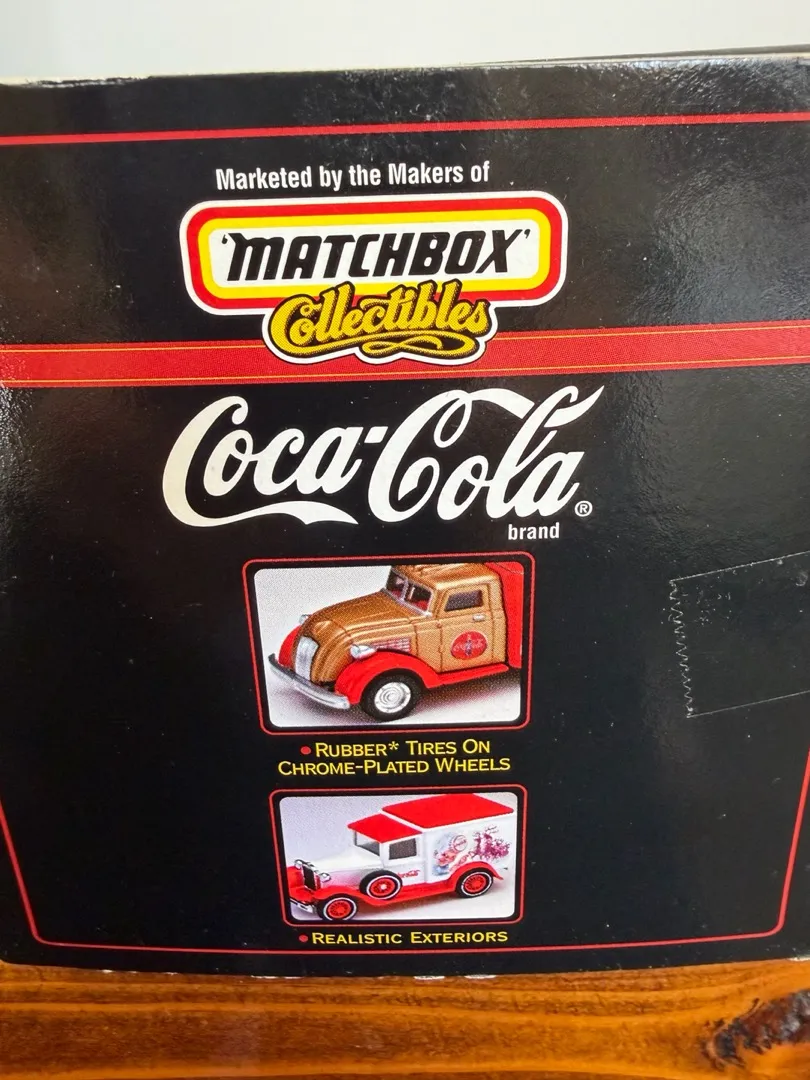 Marketed by the Makers of
'MATCHBOX'
Collectibles
Coca-Cola®
brand
• RUBBER* TIRES ON
CHROME-PLATED WHEELS
• REALISTIC EXTERIORS